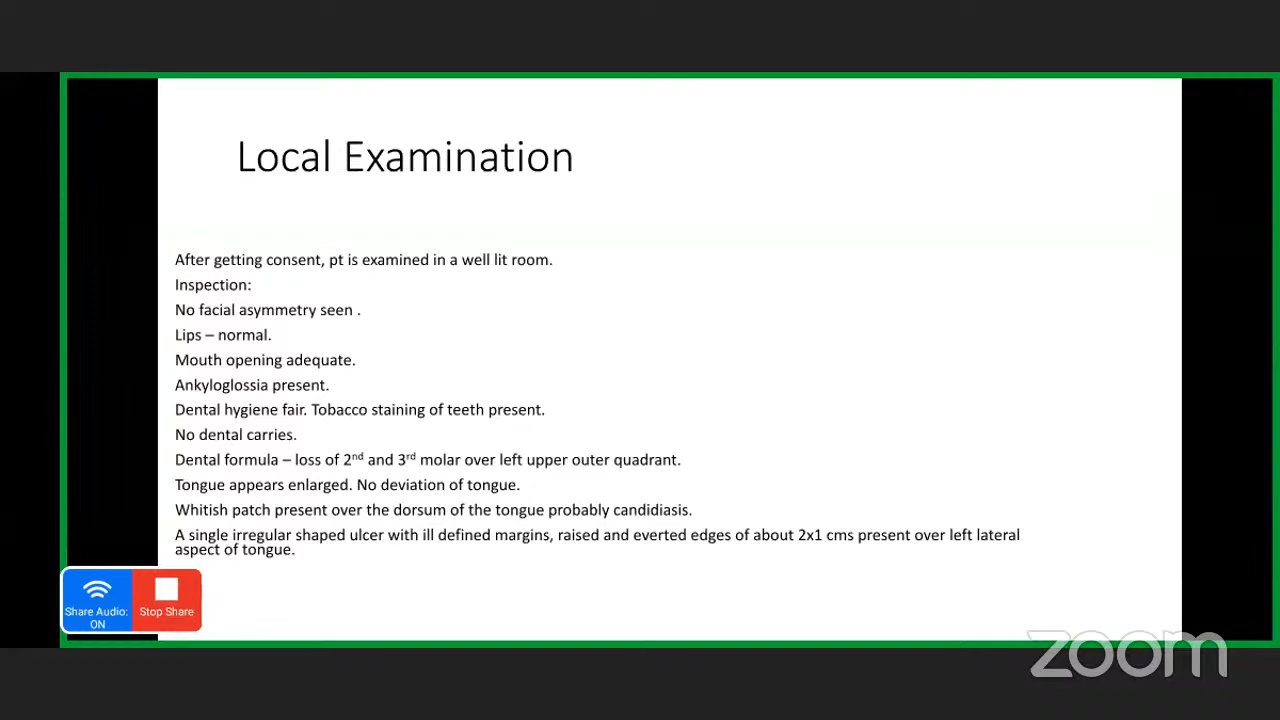 Local Examination
After getting consent, pt is examined in a well lit room.
Inspection:
No facial asymmetry seen .
Lips – normal.
Mouth opening adequate.
Ankyloglossia present.
Dental hygiene fair. Tobacco staining of teeth present.
No dental carries.
Dental formula – loss of 2nd and 3rd molar over left upper outer quadrant.
Tongue appears enlarged. No deviation of tongue.
Whitish patch present over the dorsum of the tongue probably candidiasis.
A single irregular shaped ulcer with ill defined margins, raised and everted edges of about 2x1 cms present over left lateral
aspect of tongue.
Share Audio: Stop Share
ON
zoom